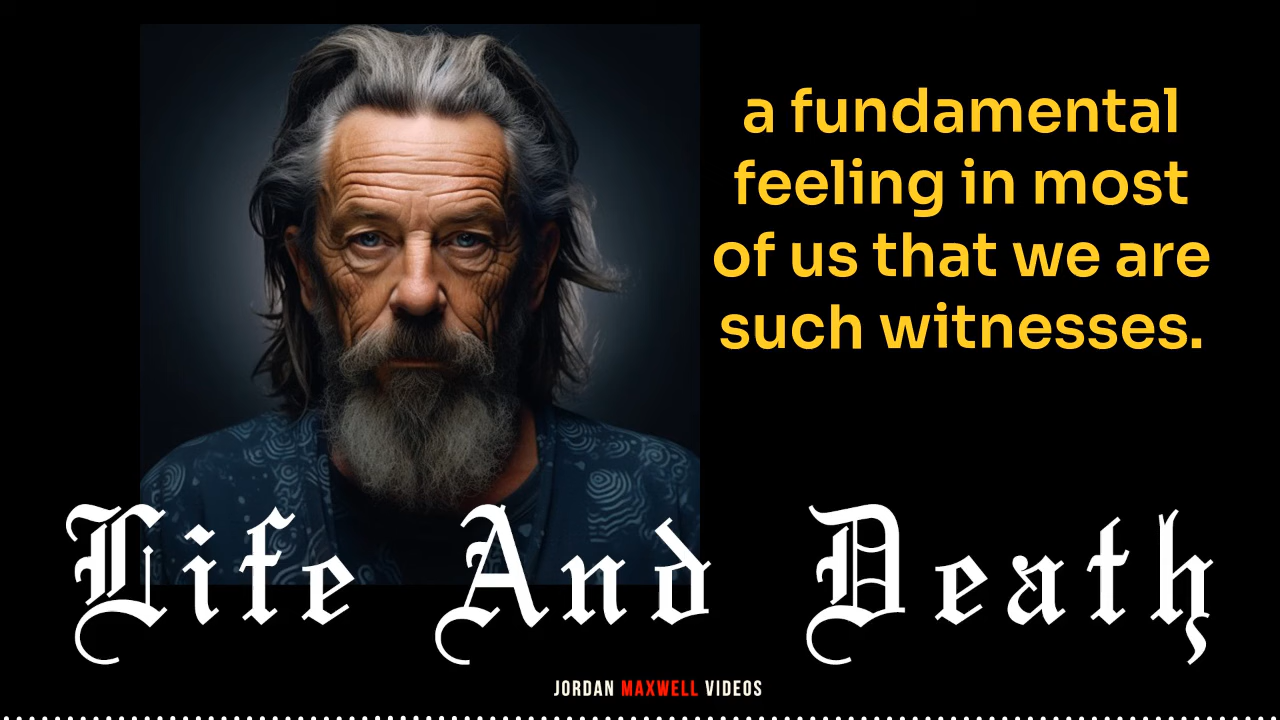 a fundamental
feeling in most
of us that we are
such witnesses.
Life And Death
JORDAN MAXWELL VIDEOS